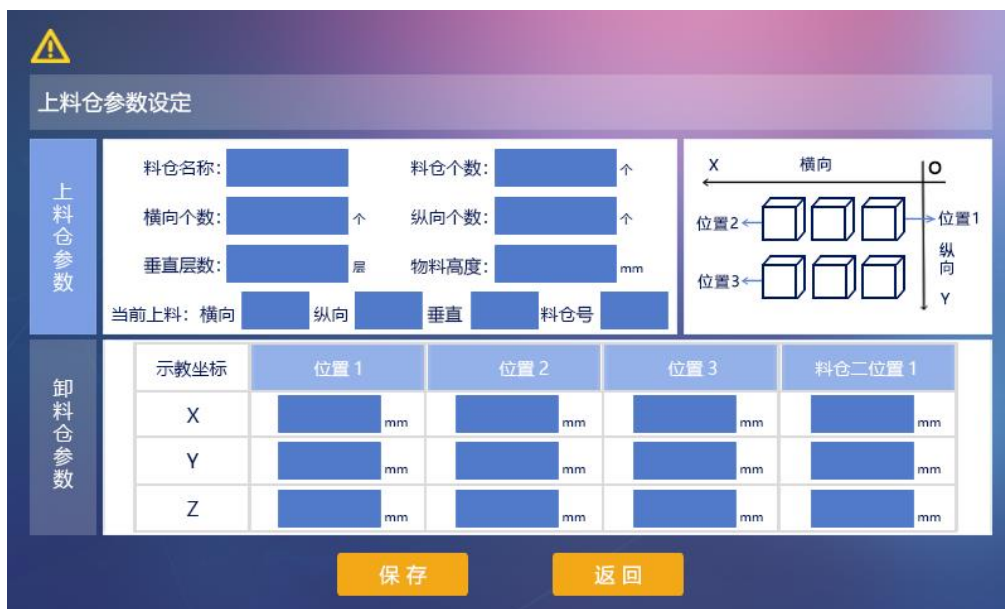 上料仓参数设定
上料仓参数
料仓名称: 料仓个数: 个
横向个数: 个 纵向个数: 个
垂直层数: 层 物料高度: mm
当前上料: 横向 纵向 垂直 料仓号
X 横向 O
位置2 位置1
纵向
位置3 Y
卸料仓参数
示教坐标 位置1 位置2 位置3 料仓二位置1
X mm mm mm mm
Y mm mm mm mm
Z mm mm mm mm
保存 返回